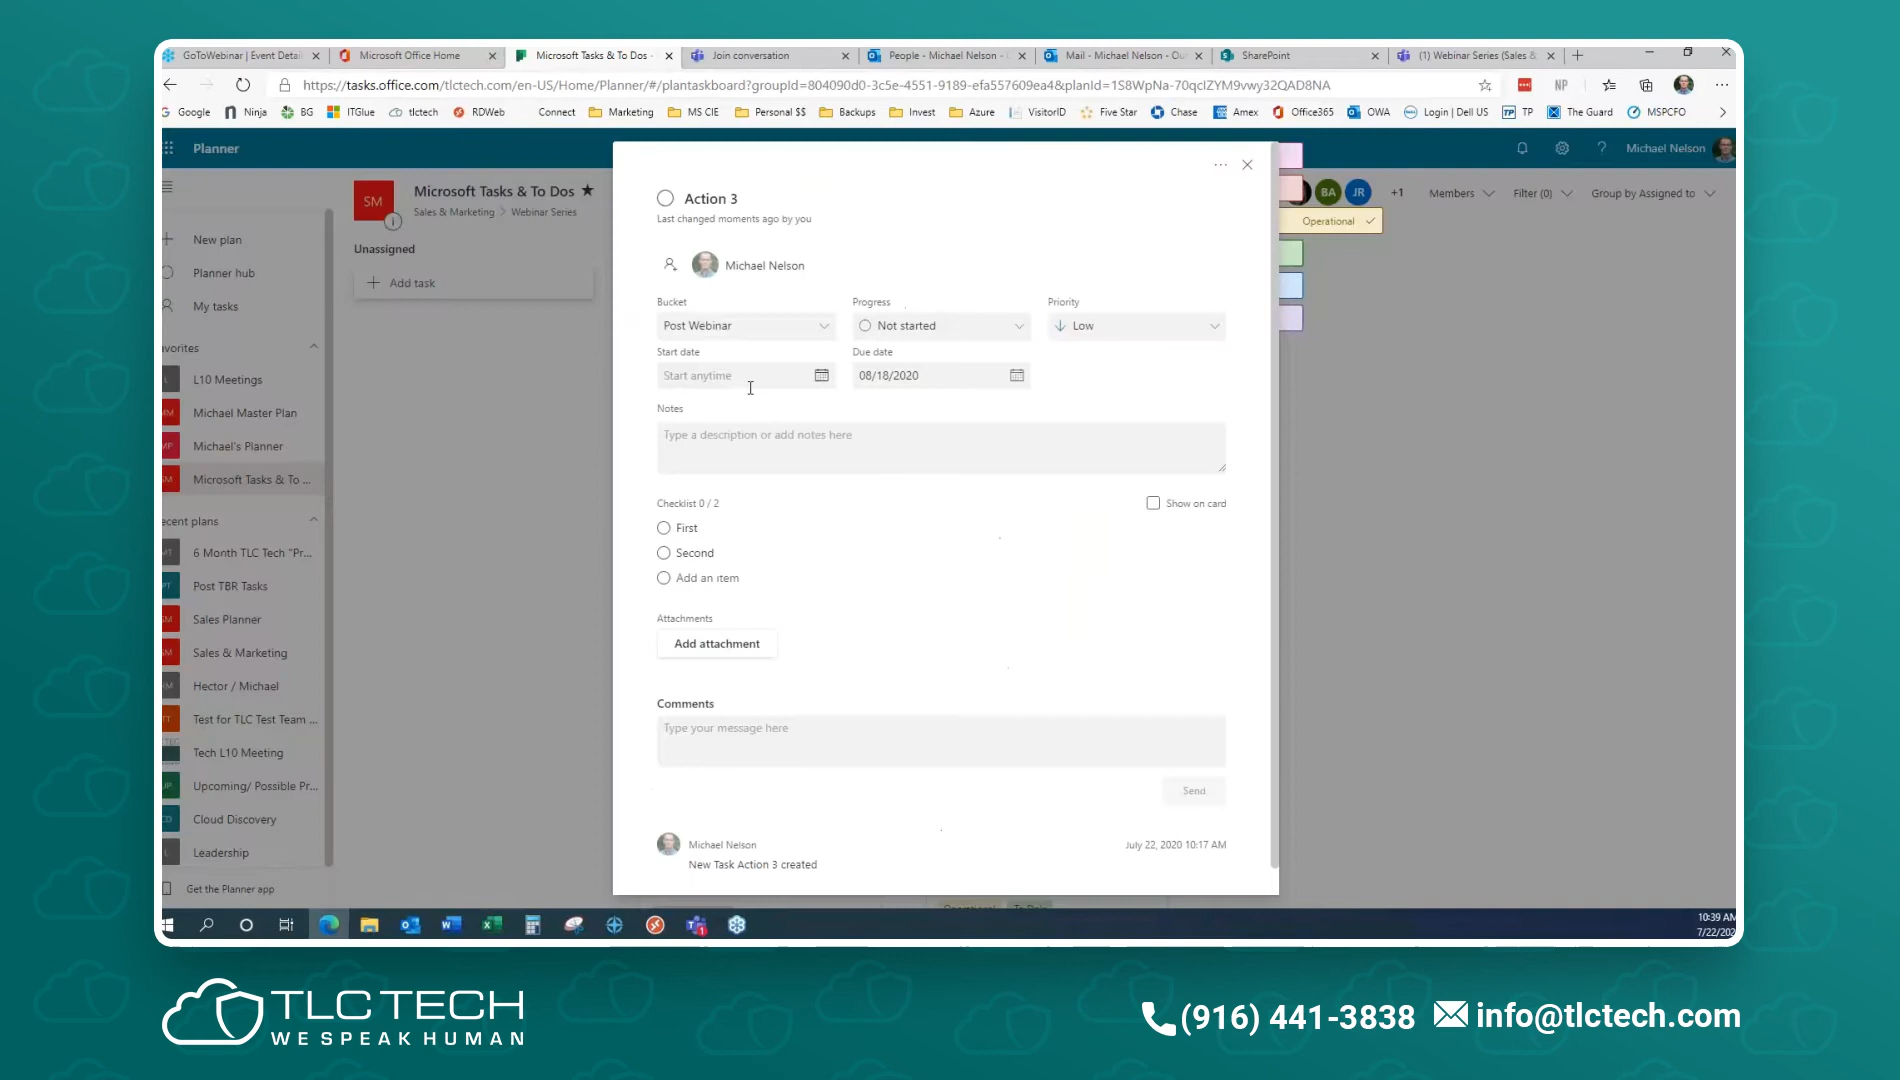 GoToWebinar | Event Detai
Microsoft Office Home
Microsoft Tasks & To Dos -
Join conversation
People - Michael Nelson -
Mail - Michael Nelson - Ou
SharePoint
(1) Webinar Series (Sales &
https://tasks.office.com/tlctech.com/en-US/Home/Planner/#/plantaskboard?groupId=804090d0-3c5e-4551-9189-efa557609ea4&planId=1S8WpNa-70qclZYM9vwy32QAD8NA
NP
Google
Ninja
BG
ITGlue
tlctech
RDWeb
Connect
Marketing
MS CIE
Personal $$
Backups
Invest
Azure
VisitorID
Five Star
Chase
Amex
Office365
OWA
Login | Dell US
TP
TP
The Guard
MSPCFO
Planner
Michael Nelson
SM
Microsoft Tasks & To Dos
Sales & Marketing > Webinar Series
BA
JR
+1
Members
Filter (0)
Group by Assigned to
New plan
Planner hub
My tasks
avorites
L10 Meetings
MM
Michael Master Plan
MP
Michael's Planner
SM
Microsoft Tasks & To ...
ecent plans
6 Month TLC Tech "Pr...
Post TBR Tasks
Sales Planner
Sales & Marketing
Hector / Michael
Test for TLC Test Team ...
Tech L10 Meeting
Upcoming/ Possible Pr...
Cloud Discovery
Leadership
Get the Planner app
Unassigned
Add task
Action 3
Last changed moments ago by you
Michael Nelson
Bucket
Progress
Priority
Post Webinar
Not started
Low
Start date
Due date
Start anytime
08/18/2020
Notes
Type a description or add notes here
Checklist 0 / 2
Show on card
First
Second
Add an item
Attachments
Add attachment
Comments
Type your message here
Send
Michael Nelson
July 22, 2020 10:17 AM
New Task Action 3 created
Operational
10:39 AM
7/22/202
TLC TECH
WE SPEAK HUMAN
(916) 441-3838
info@tlctech.com